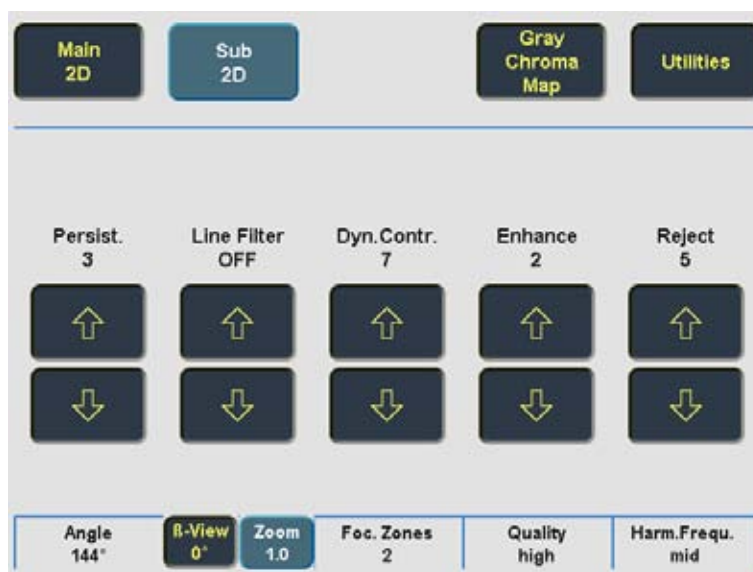 Main
2D
Sub
2D
Gray
Chroma
Map
Utilities
Persist.
3
Line Filter
OFF
Dyn.Contr.
7
Enhance
2
Reject
5
Angle
144°
ß-View
0°
Zoom
1.0
Foc. Zones
2
Quality
high
Harm.Frequ.
mid